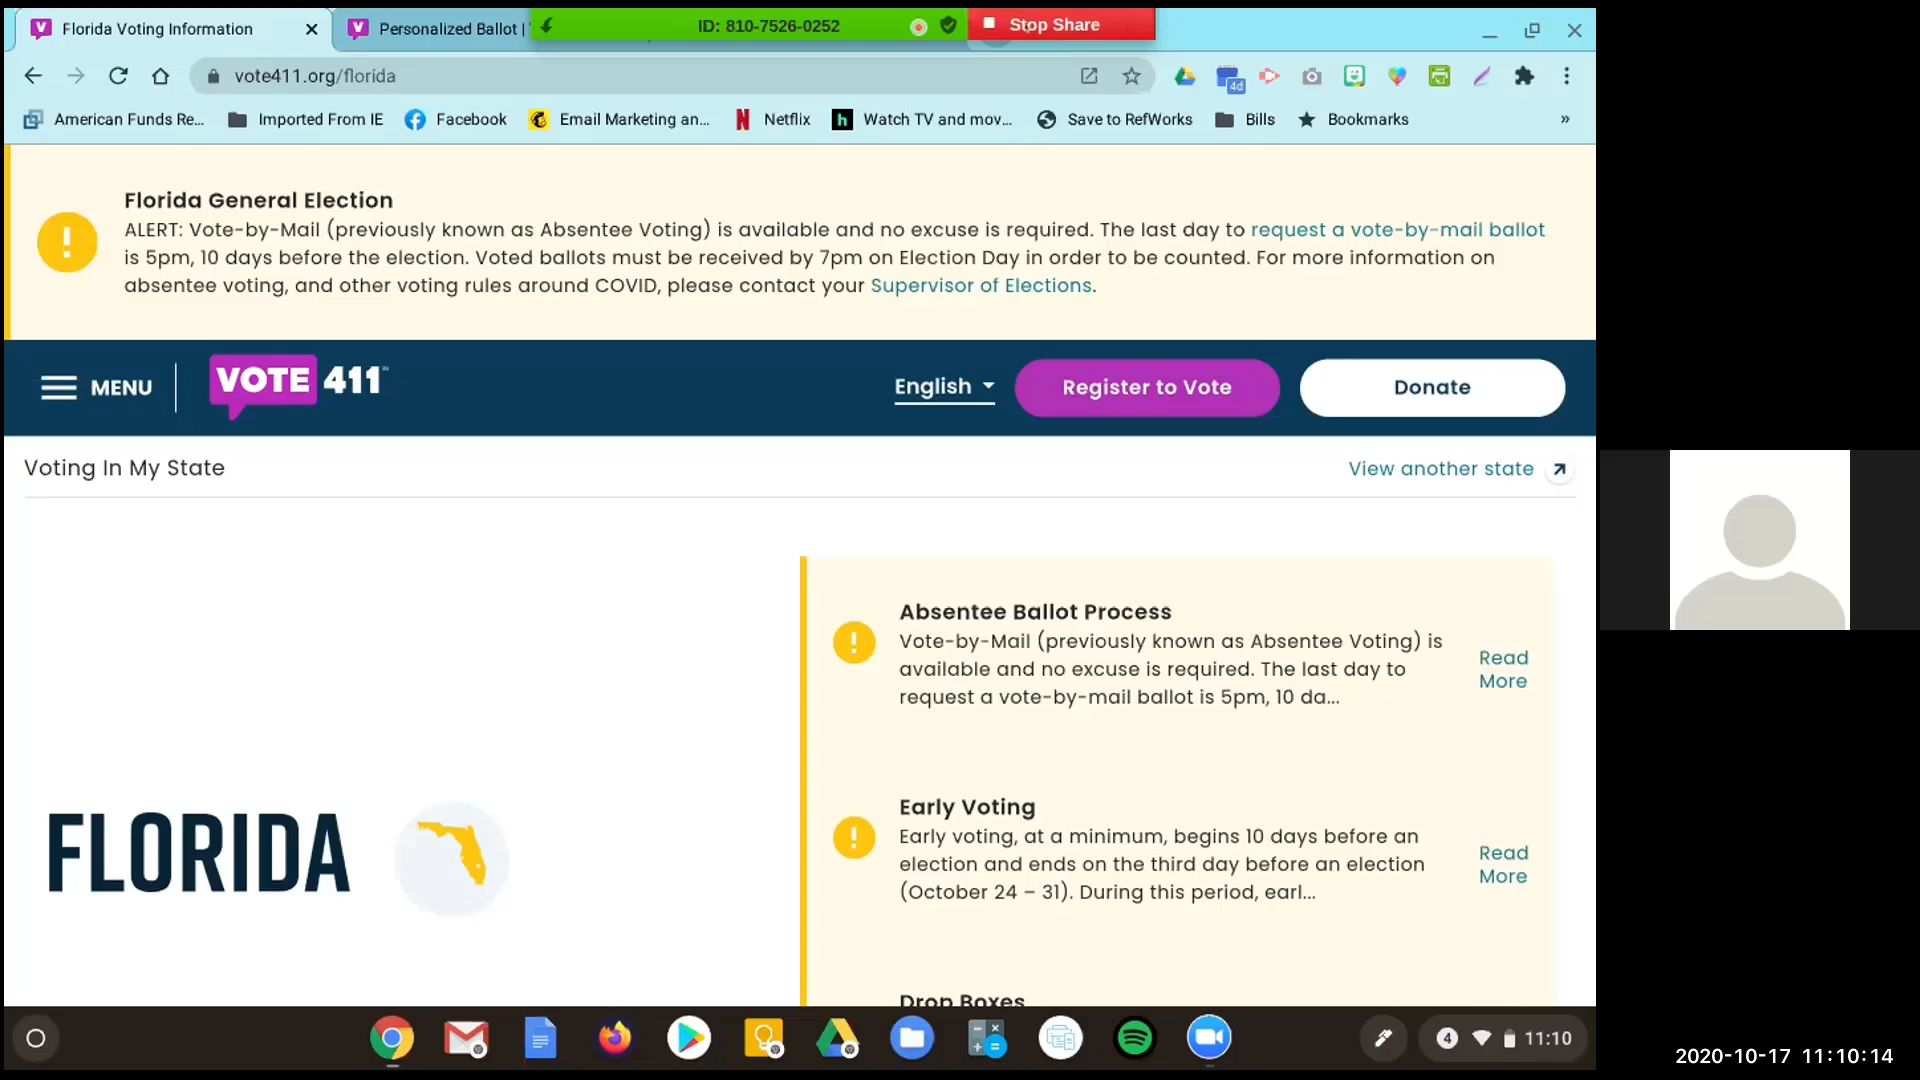 Florida Voting Information
Personalized Ballot |
ID: 810-7526-0252
Stop Share
vote411.org/florida
4d
American Funds Re...
Imported From IE
Facebook
Email Marketing an...
Netflix
h
Watch TV and mov...
Save to RefWorks
Bills
Bookmarks
»
Florida General Election
ALERT: Vote-by-Mail (previously known as Absentee Voting) is available and no excuse is required. The last day to request a vote-by-mail ballot
is 5pm, 10 days before the election. Voted ballots must be received by 7pm on Election Day in order to be counted. For more information on
absentee voting, and other voting rules around COVID, please contact your Supervisor of Elections.
MENU
VOTE 411
English
Register to Vote
Donate
Voting In My State
View another state
Absentee Ballot Process
Vote-by-Mail (previously known as Absentee Voting) is
available and no excuse is required. The last day to
request a vote-by-mail ballot is 5pm, 10 da...
Read
More
FLORIDA
Early Voting
Early voting, at a minimum, begins 10 days before an
election and ends on the third day before an election
(October 24 – 31). During this period, earl...
Read
More
Drop Boxes
4
11:10
2020-10-17 11:10:14